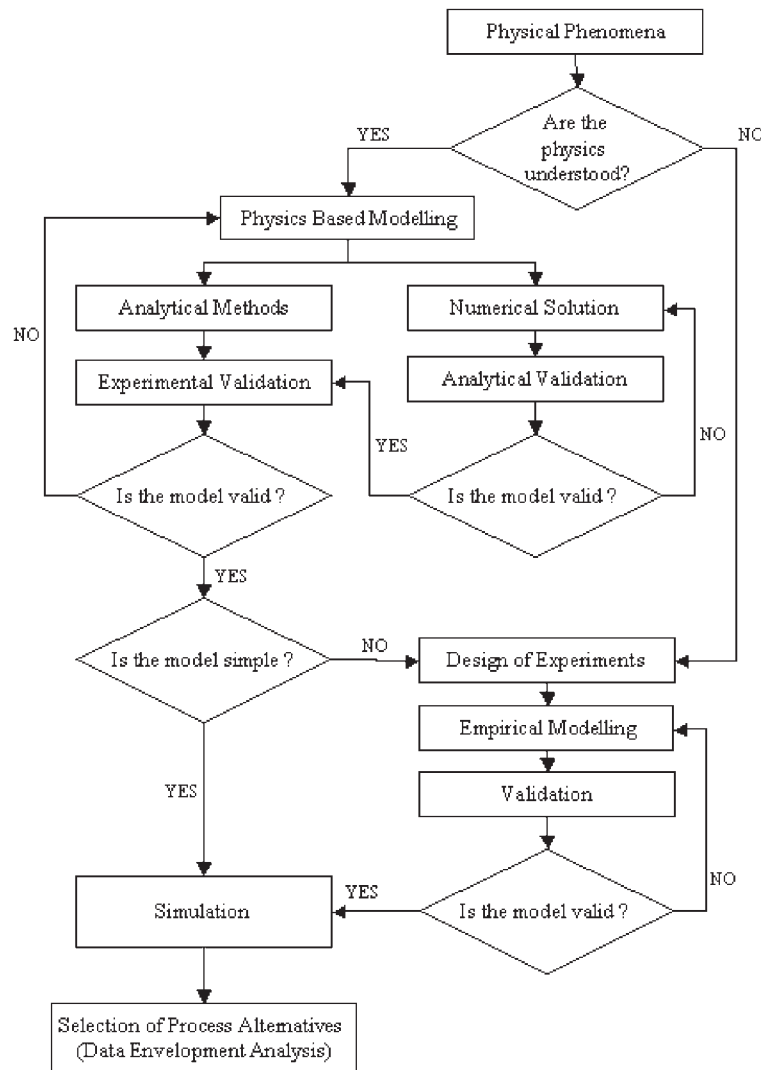 Physical Phenomena
Are the
physics
understood?
YES
NO
Physics Based Modelling
Analytical Methods
Numerical Solution
NO
Experimental Validation
Analytical Validation
YES
NO
Is the model valid ?
Is the model valid ?
YES
Is the model simple ?
NO
Design of Experiments
Empirical Modelling
YES
Validation
YES
NO
Simulation
Is the model valid ?
Selection of Process Alternatives
(Data Envelopment Analysis)